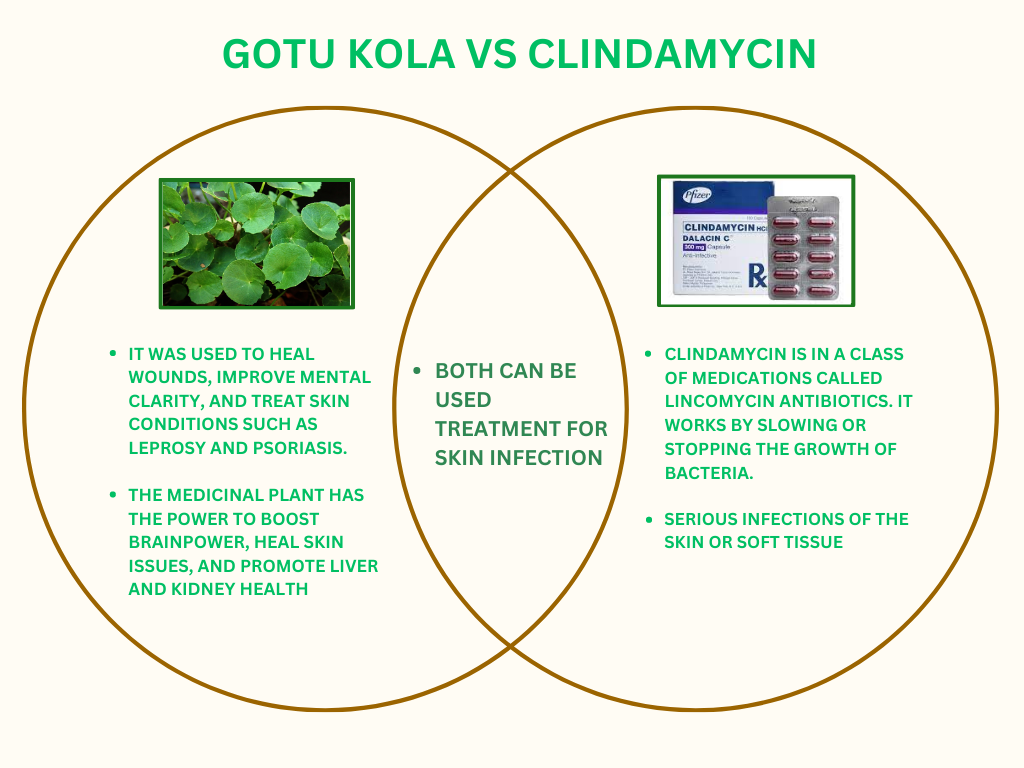 GOTU KOLA VS CLINDAMYCIN
• IT WAS USED TO HEAL
WOUNDS, IMPROVE MENTAL
CLARITY, AND TREAT SKIN
CONDITIONS SUCH AS
LEPROSY AND PSORIASIS.
• THE MEDICINAL PLANT HAS
THE POWER TO BOOST
BRAINPOWER, HEAL SKIN
ISSUES, AND PROMOTE LIVER
AND KIDNEY HEALTH
• BOTH CAN BE
USED
TREATMENT FOR
SKIN INFECTION
Pfizer
CLINDAMYCIN HCl
DALACIN C
300 mg Capsule
Anti-infective
Rx
• CLINDAMYCIN IS IN A CLASS
OF MEDICATIONS CALLED
LINCOMYCIN ANTIBIOTICS. IT
WORKS BY SLOWING OR
STOPPING THE GROWTH OF
BACTERIA.
• SERIOUS INFECTIONS OF THE
SKIN OR SOFT TISSUE